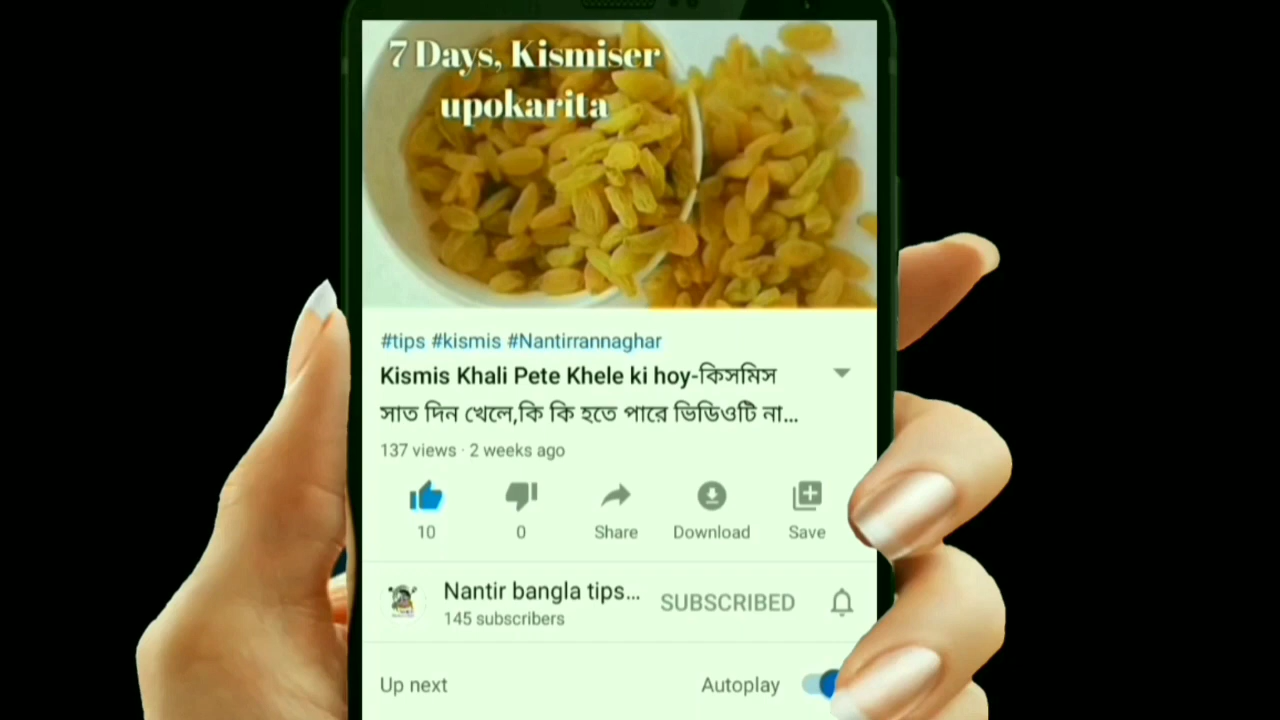 7 Days, Kismiser
upokarita
#tips #kismis #Nantirrannaghar
Kismis Khali Pete Khele ki hoy-কিসমিস
সাত দিন খেলে,কি কি হতে পারে ভিডিওটি না...
137 views · 2 weeks ago
10
0
Share
Download
Save
Nantir bangla tips...
SUBSCRIBED
145 subscribers
Up next
Autoplay